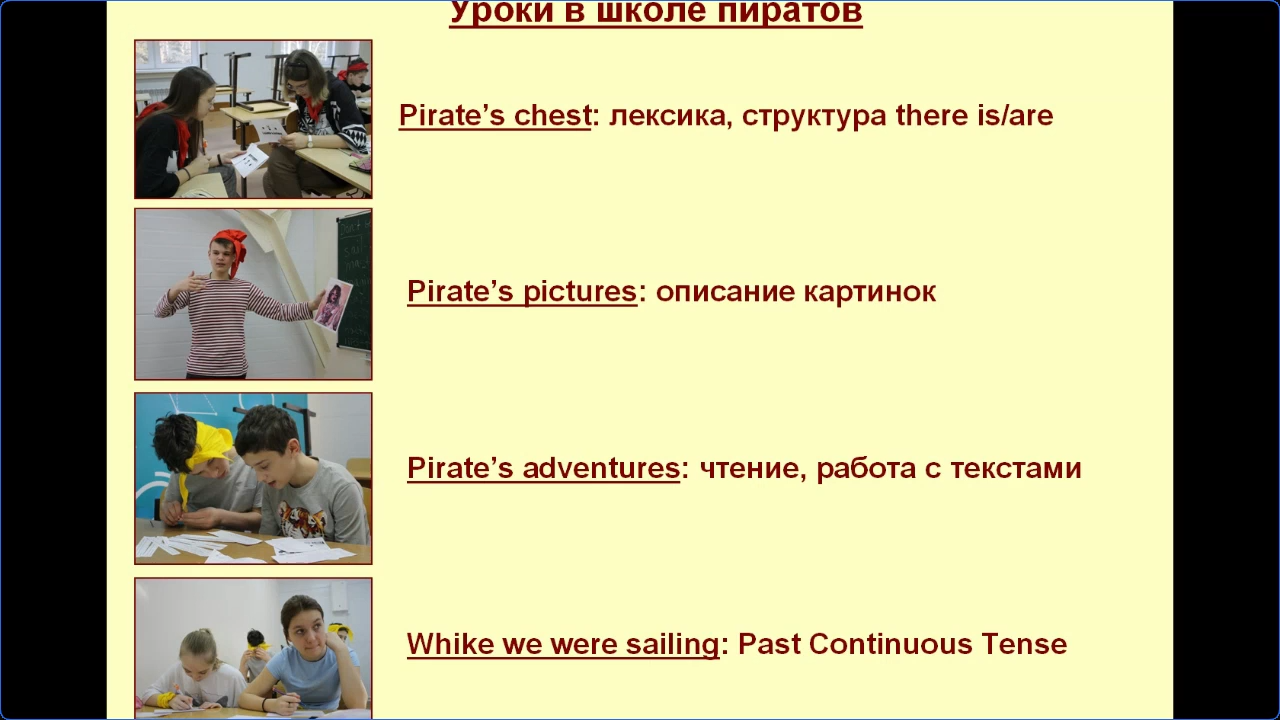 Уроки в школе пиратов
Pirate’s chest: лексика, структура there is/are
Pirate’s pictures: описание картинок
Pirate’s adventures: чтение, работа с текстами
Whike we were sailing: Past Continuous Tense